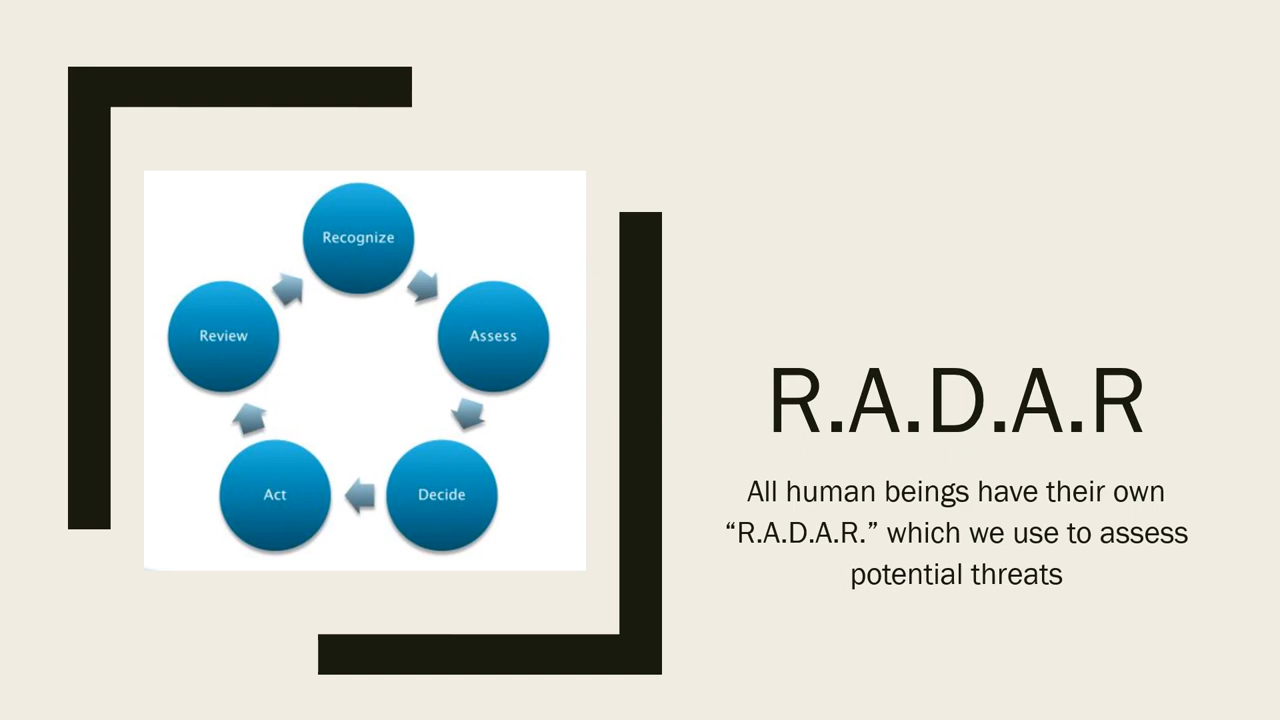 Recognize
Review
Assess
Act
Decide
R.A.D.A.R
All human beings have their own
“R.A.D.A.R.” which we use to assess
potential threats